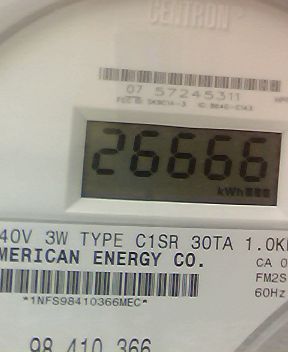 CENTRON
07 57245311
26666
kWh
40V 3W TYPE C1SR 30TA 1.0K
MERICAN ENERGY CO.
CA 0
FM2S
60Hz
*1NFS98410366MEC*
98 410 366